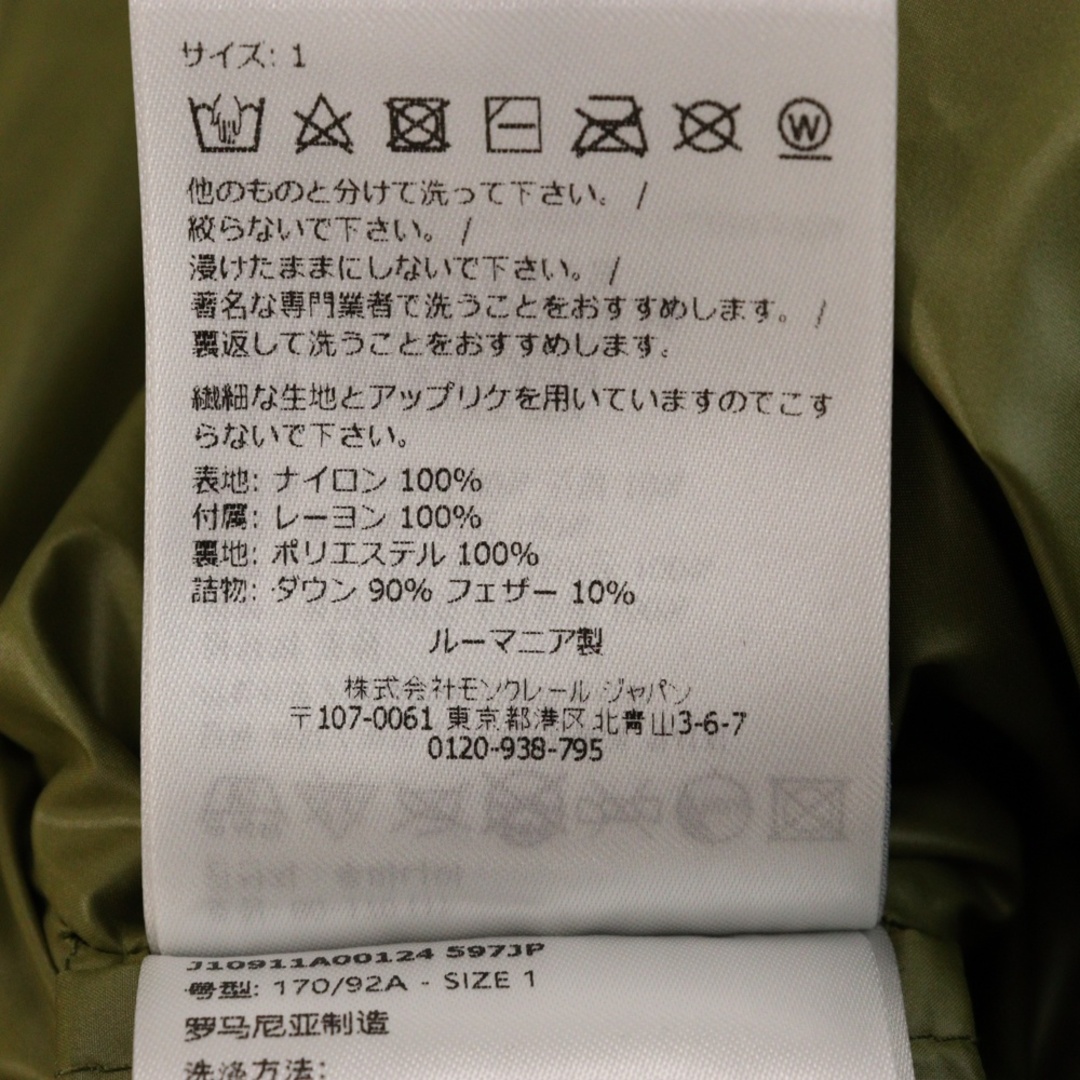 サイズ: 1
W
他のものと分けて洗って下さい。 /
絞らないで下さい。 /
浸けたままにしないで下さい。 /
著名な専門業者で洗うことをおすすめします。 /
裏返して洗うことをおすすめします。
繊細な生地とアップリケを用いていますのでこす
らないで下さい。
表地: ナイロン 100%
付属: レーヨン 100%
裏地: ポリエステル 100%
詰物: ダウン 90% フェザー 10%
ルーマニア製
株式会社モンクレール ジャパン
〒107-0061 東京都港区北青山3-6-7
0120-938-795
J10911A00124 597JP
号型: 170/92A - SIZE 1
罗马尼亚制造
洗涤方法: